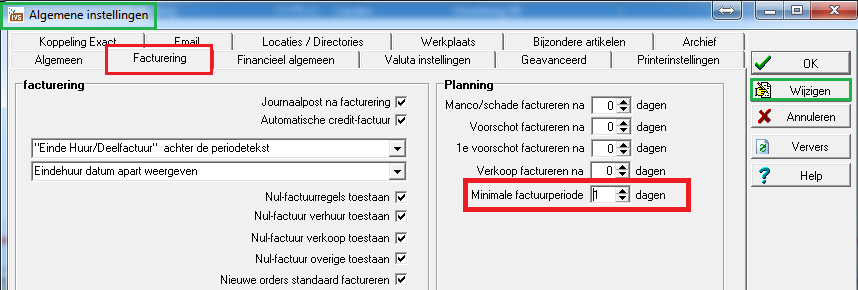 Algemene instellingen
Koppeling Exact Email Locaties / Directories Werkplaats Bijzondere artikelen Archief
Algemeen Facturering Financieel algemeen Valuta instellingen Geavanceerd Printerinstellingen
facturering
Journaalpost na facturering
Automatische credit-factuur
"Einde Huur/Deelfactuur" achter de periodetekst
Eindehuur datum apart weergeven
Nul-factuurregels toestaan
Nul-factuur verhuur toestaan
Nul-factuur verkoop toestaan
Nul-factuur overige toestaan
Nieuwe orders standaard factureren
Planning
Manco/schade factureren na 0 dagen
Voorschot factureren na 0 dagen
1e voorschot factureren na 0 dagen
Verkoop factureren na 0 dagen
Minimale factuurperiode 1 dagen
OK
Wijzigen
Annuleren
Ververs
Help